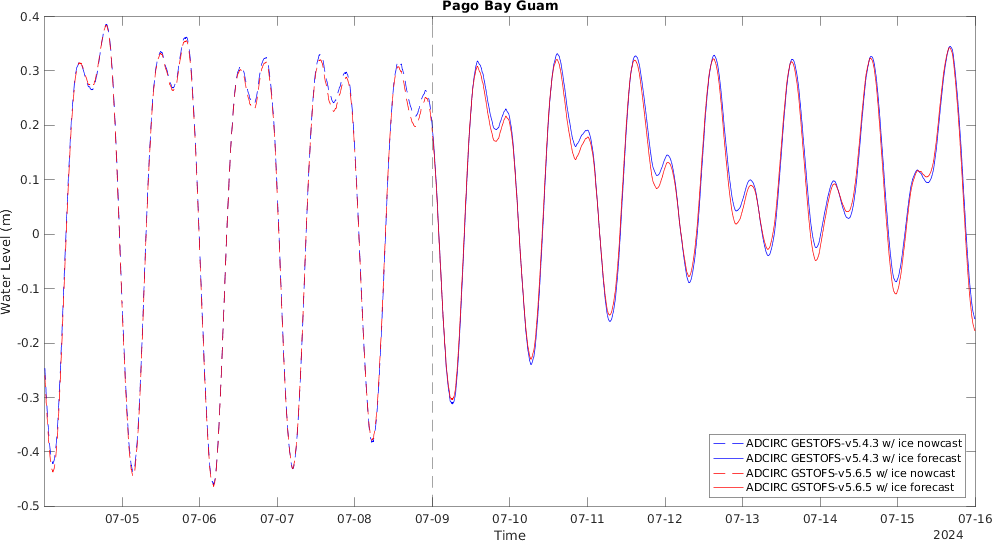 Pago Bay Guam
0.4
0.3
0.2
0.1
0
-0.1
-0.2
-0.3
-0.4
-0.5
Water Level (m)
ADCIRC GESTOFS-v5.4.3 w/ ice nowcast
ADCIRC GESTOFS-v5.4.3 w/ ice forecast
ADCIRC GSTOFS-v5.6.5 w/ ice nowcast
ADCIRC GSTOFS-v5.6.5 w/ ice forecast
07-05 07-06 07-07 07-08 07-09 07-10 07-11 07-12 07-13 07-14 07-15 07-16
Time
2024